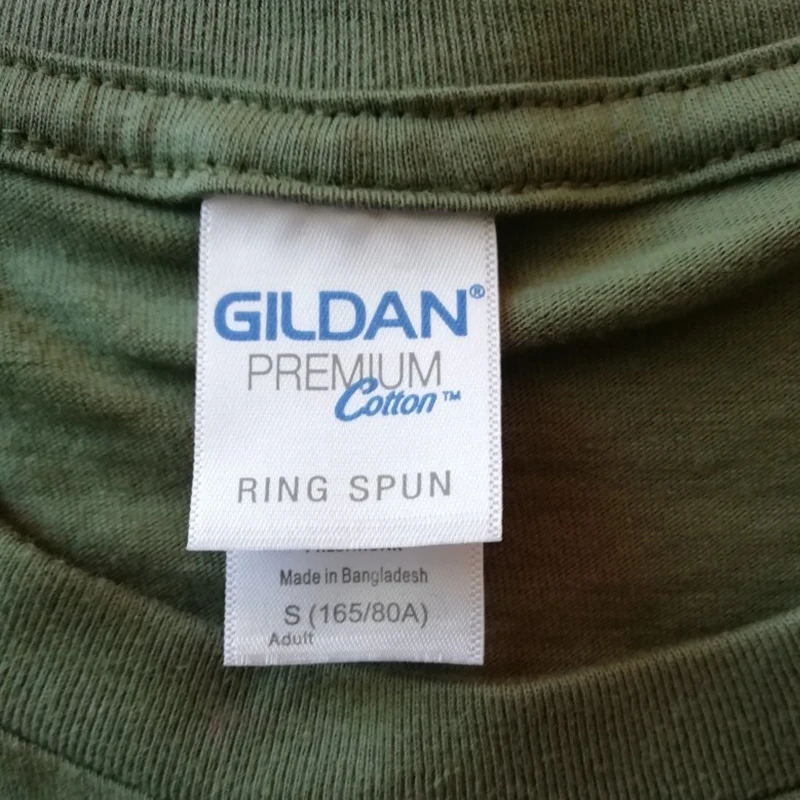 GILDAN®
PREMIUM
Cotton™
RING SPUN
Made in Bangladesh
S (165/80A)
Adult